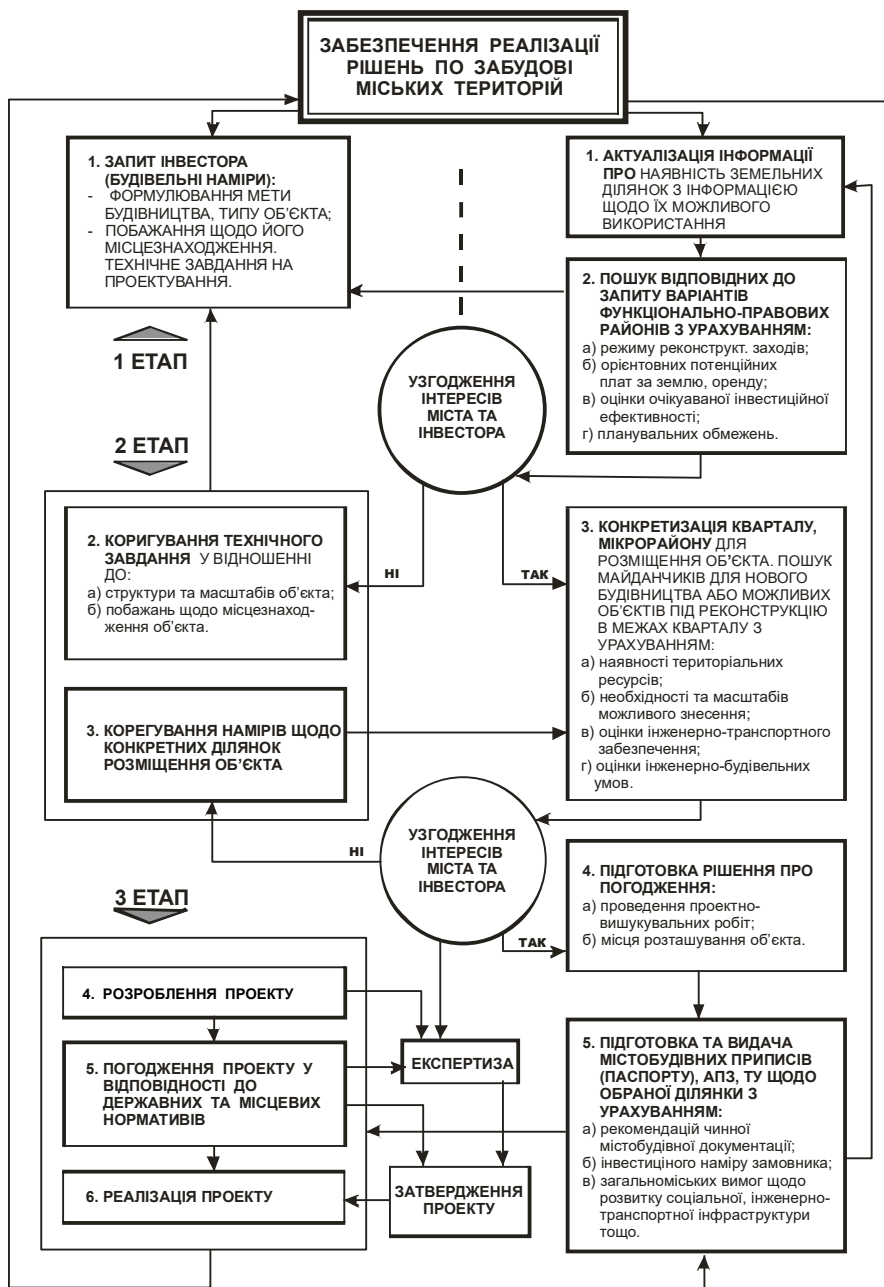 ЗАБЕЗПЕЧЕННЯ РЕАЛІЗАЦІЇ
РІШЕНЬ ПО ЗАБУДОВІ
МІСЬКИХ ТЕРИТОРІЙ
1. ЗАПИТ ІНВЕСТОРА
(БУДІВЕЛЬНІ НАМІРИ):
- ФОРМУЛЮВАННЯ МЕТИ
БУДІВНИЦТВА, ТИПУ ОБ'ЄКТА;
- ПОБАЖАННЯ ЩОДО ЙОГО
МІСЦЕЗНАХОДЖЕННЯ.
ТЕХНІЧНЕ ЗАВДАННЯ НА
ПРОЕКТУВАННЯ.
1. АКТУАЛІЗАЦІЯ ІНФОРМАЦІЇ
ПРО НАЯВНІСТЬ ЗЕМЕЛЬНИХ
ДІЛЯНОК З ІНФОРМАЦІЄЮ
ЩОДО ЇХ МОЖЛИВОГО
ВИКОРИСТАННЯ
2. ПОШУК ВІДПОВІДНИХ ДО
ЗАПИТУ ВАРІАНТІВ
ФУНКЦІОНАЛЬНО-ПРАВОВИХ
РАЙОНІВ З УРАХУВАННЯМ:
а) режиму реконструкт. заходів;
б) орієнтовних потенційних
плат за землю, оренду;
в) оцінки очікуваної інвестиційної
ефективності;
г) планувальних обмежень.
1 ЕТАП
УЗГОДЖЕННЯ
ІНТЕРЕСІВ
МІСТА ТА
ІНВЕСТОРА
2 ЕТАП
2. КОРИГУВАННЯ ТЕХНІЧНОГО
ЗАВДАННЯ У ВІДНОШЕННІ
ДО:
а) структури та масштабів об'єкта;
б) побажань щодо місцезнаход-
ження об'єкта.
НІ
ТАК
3. КОНКРЕТИЗАЦІЯ КВАРТАЛУ,
МІКРОРАЙОНУ ДЛЯ
РОЗМІЩЕННЯ ОБ'ЄКТА. ПОШУК
МАЙДАНЧИКІВ ДЛЯ НОВОГО
БУДІВНИЦТВА АБО МОЖЛИВИХ
ОБ'ЄКТІВ ПІД РЕКОНСТРУКЦІЮ
В МЕЖАХ КВАРТАЛУ З
УРАХУВАННЯМ:
а) наявності територіальних
ресурсів;
б) необхідності та масштабів
можливого знесення;
в) оцінки інженерно-транспортного
забезпечення;
г) оцінки інженерно-будівельних
умов.
3. КОРЕГУВАННЯ НАМІРІВ ЩОДО
КОНКРЕТНИХ ДІЛЯНОК
РОЗМІЩЕННЯ ОБ'ЄКТА
НІ
УЗГОДЖЕННЯ
ІНТЕРЕСІВ
МІСТА ТА
ІНВЕСТОРА
ТАК
4. ПІДГОТОВКА РІШЕННЯ ПРО
ПОГОДЖЕННЯ:
а) проведення проектно-
вишукувальних робіт;
б) місця розташування об'єкта.
3 ЕТАП
4. РОЗРОБЛЕННЯ ПРОЕКТУ
5. ПОГОДЖЕННЯ ПРОЕКТУ У
ВІДПОВІДНОСТІ ДО
ДЕРЖАВНИХ ТА МІСЦЕВИХ
НОРМАТИВІВ
6. РЕАЛІЗАЦІЯ ПРОЕКТУ
ЕКСПЕРТИЗА
ЗАТВЕРДЖЕННЯ
ПРОЕКТУ
5. ПІДГОТОВКА ТА ВИДАЧА
МІСТОБУДІВНИХ ПРИПИСІВ
(ПАСПОРТУ), АПЗ, ТУ ЩОДО
ОБРАНОЇ ДІЛЯНКИ З
УРАХУВАННЯМ:
а) рекомендацій чинної
містобудівної документації;
б) інвестиціного наміру замовника;
в) загальноміських вимог щодо
розвитку соціальної, інженерно-
транспортної інфраструктури
тощо.